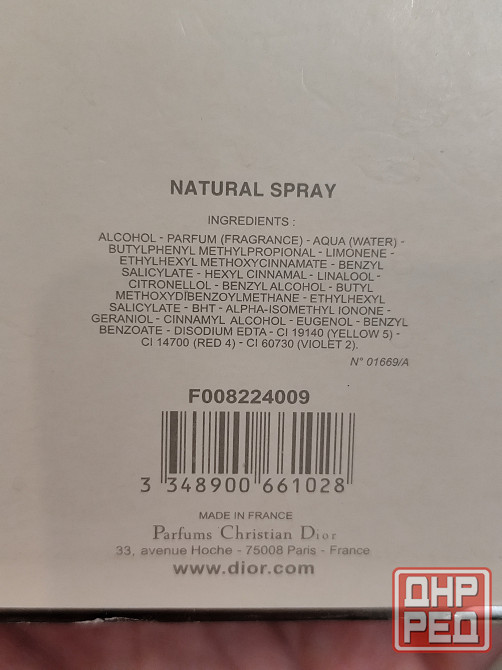 NATURAL SPRAY
INGREDIENTS :
ALCOHOL - PARFUM (FRAGRANCE) - AQUA (WATER) -
BUTYLPHENYL METHYLPROPIONAL - LIMONENE -
ETHYLHEXYL METHOXYCINNAMATE - BENZYL
SALICYLATE - HEXYL CINNAMAL - LINALOOL -
CITRONELLOL - BENZYL ALCOHOL - BUTYL
METHOXYDIBENZOYLMETHANE - ETHYLHEXYL
SALICYLATE - BHT - ALPHA-ISOMETHYL IONONE -
GERANIOL - CINNAMYL ALCOHOL - EUGENOL - BENZYL
BENZOATE - DISODIUM EDTA - CI 19140 (YELLOW 5) -
CI 14700 (RED 4) - CI 60730 (VIOLET 2).
N° 01669/A
F008224009
3 348900 661028
MADE IN FRANCE
Parfums Christian Dior
33, avenue Hoche - 75008 Paris - France
www.dior.com
ДНР
РЕД